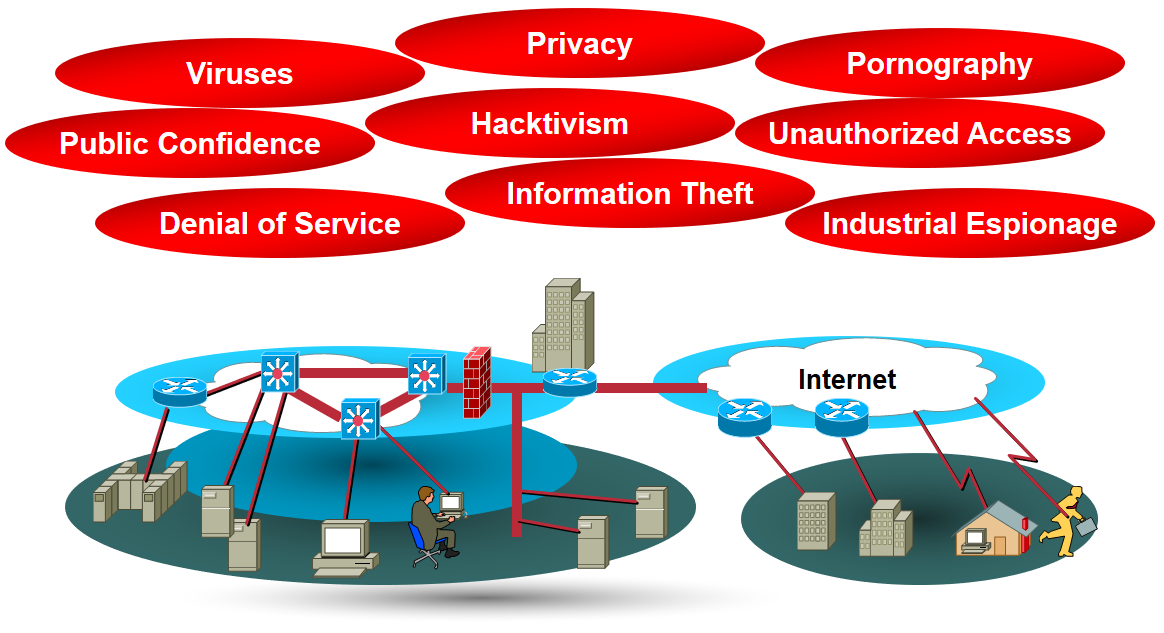 Privacy
Pornography
Viruses
Hacktivism
Unauthorized Access
Public Confidence
Information Theft
Denial of Service
Industrial Espionage
Internet